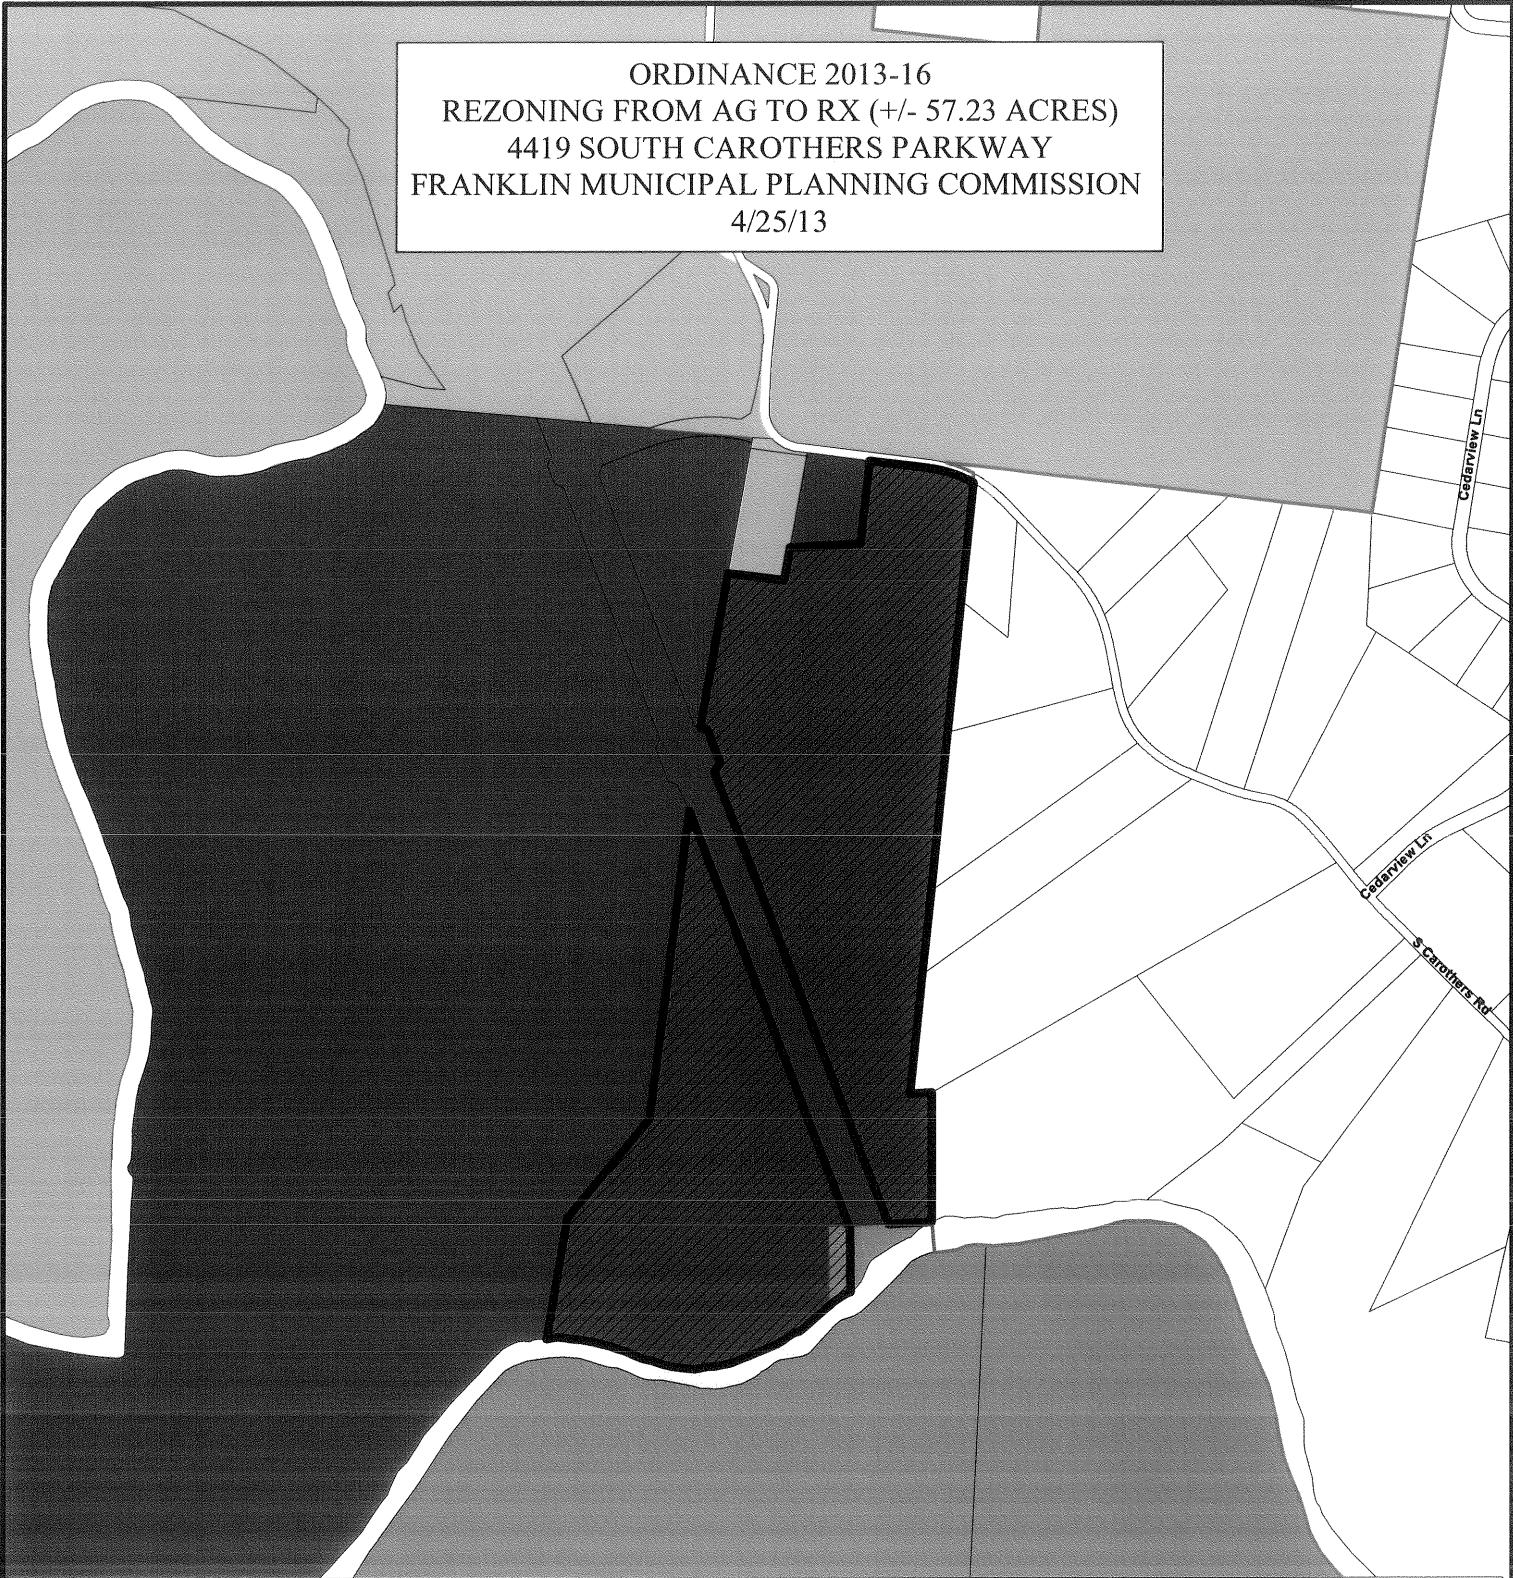 ORDINANCE 2013-16
REZONING FROM AG TO RX (+/- 57.23 ACRES)
4419 SOUTH CAROTHERS PARKWAY
FRANKLIN MUNICIPAL PLANNING COMMISSION
4/25/13
Cedarview Ln
Cedarview Ln
S Carothers Rd